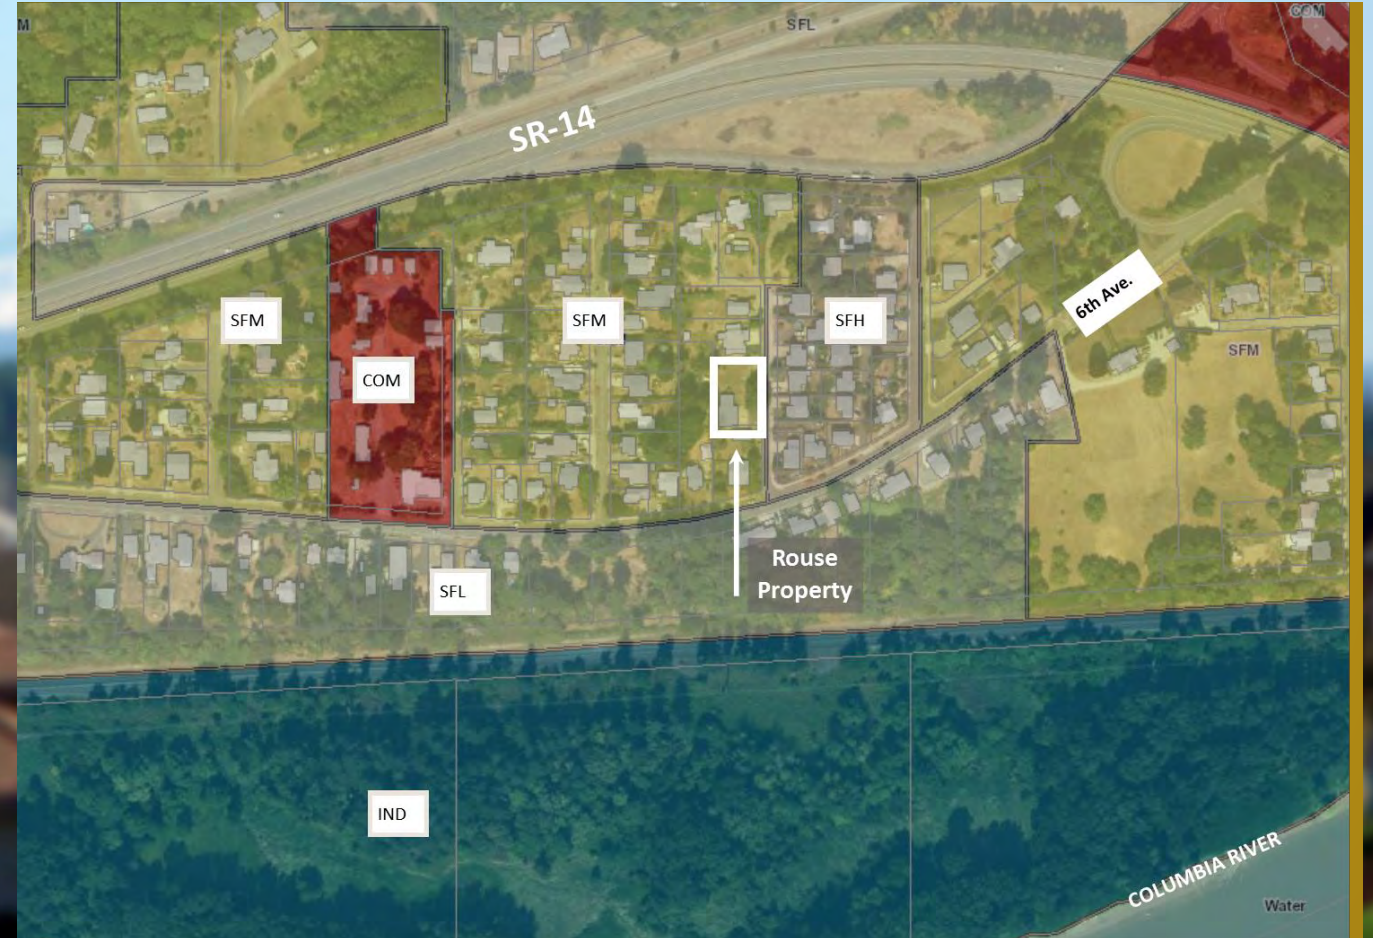 M
SFL
COM
SR-14
6th Ave.
SFM
SFM
SFH
SFM
COM
Rouse
Property
SFL
IND
COLUMBIA RIVER
Water